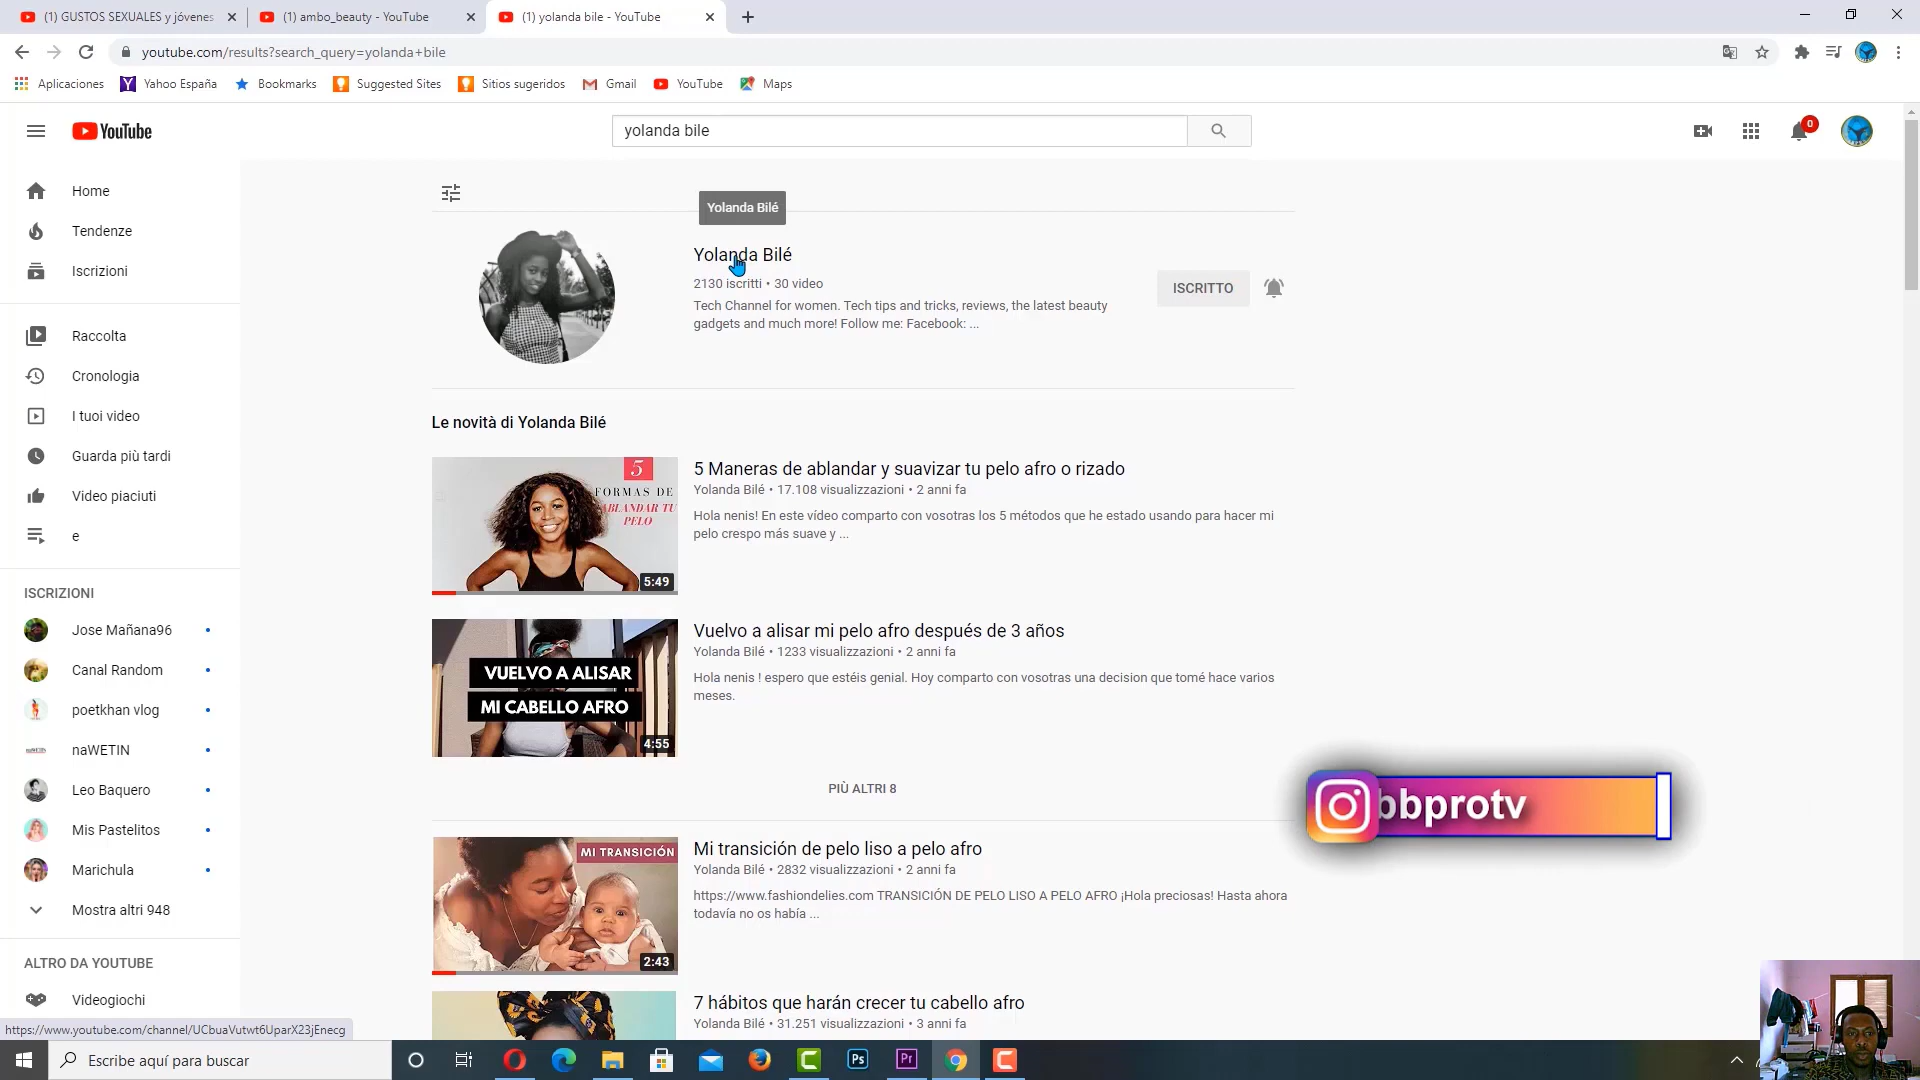 (1) GUSTOS SEXUALES y jóvenes
(1) ambo_beauty - YouTube
(1) yolanda bile - YouTube
youtube.com/results?search_query=yolanda+bile
Aplicaciones
Yahoo España
Bookmarks
Suggested Sites
Sitios sugeridos
Gmail
YouTube
Maps
YouTube
yolanda bile
0
Home
Tendenze
Iscrizioni
Raccolta
Cronologia
I tuoi video
Guarda più tardi
Video piaciuti
e
ISCRIZIONI
Jose Mañana96
Canal Random
poetkhan vlog
naWETIN
Leo Baquero
Mis Pastelitos
Marichula
Mostra altri 948
ALTRO DA YOUTUBE
Videogiochi
https://www.youtube.com/channel/UCbuaVutwt6UparX23jEnecg
Yolanda Bilé
Yolanda Bilé
2130 iscritti • 30 video
Tech Channel for women. Tech tips and tricks, reviews, the latest beauty
gadgets and much more! Follow me: Facebook: ...
ISCRITTO
Le novità di Yolanda Bilé
5
FORMAS DE
ABLANDAR TU
PELO
5:49
5 Maneras de ablandar y suavizar tu pelo afro o rizado
Yolanda Bilé • 17.108 visualizzazioni • 2 anni fa
Hola nenis! En este vídeo comparto con vosotras los 5 métodos que he estado usando para hacer mi
pelo crespo más suave y ...
VUELVO A ALISAR
MI CABELLO AFRO
4:55
Vuelvo a alisar mi pelo afro después de 3 años
Yolanda Bilé • 1233 visualizzazioni • 2 anni fa
Hola nenis ! espero que estéis genial. Hoy comparto con vosotras una decision que tomé hace varios
meses.
PIÙ ALTRI 8
bbprotv
MI TRANSICIÓN
2:43
Mi transición de pelo liso a pelo afro
Yolanda Bilé • 2832 visualizzazioni • 2 anni fa
https://www.fashiondelies.com TRANSICIÓN DE PELO LISO A PELO AFRO ¡Hola preciosas! Hasta ahora
todavía no os había ...
7 hábitos que harán crecer tu cabello afro
Yolanda Bilé • 31.251 visualizzazioni • 3 anni fa
Escribe aquí para buscar
Ps
Pr